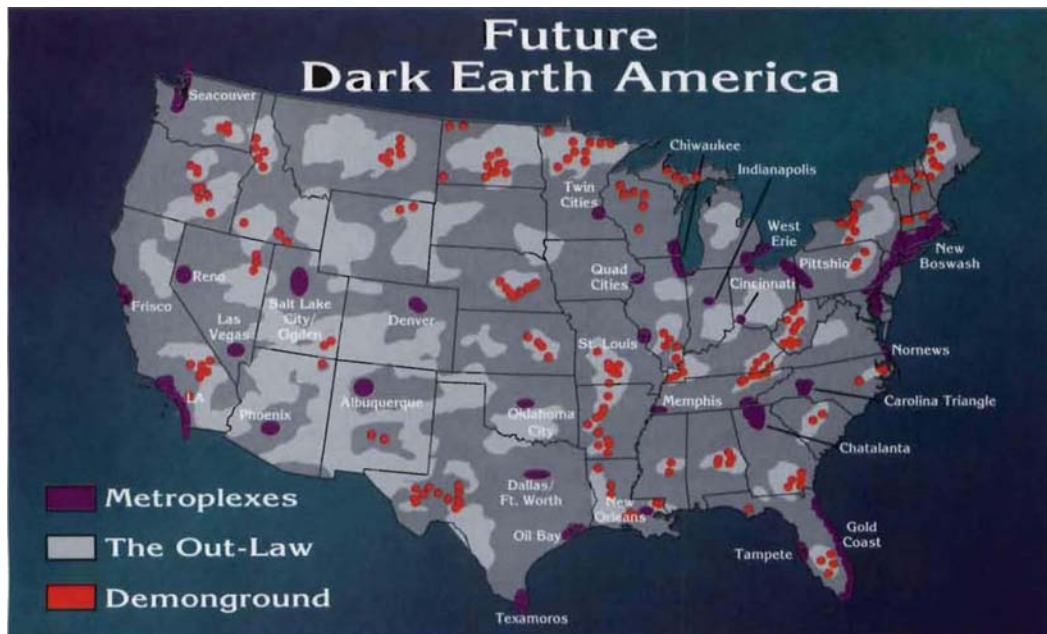 Future
Dark Earth America
Seacouver
Chiwaukee
Indianapolis
Twin
Cities
West
Erie
New
Boswash
Reno
Quad
Cities
Pittshio
Cincinnati
Frisco
Salt Lake
City/
Ogden
Las
Vegas
Denver
St. Louis
Nornews
LA
Phoenix
Albuquerque
Oklahoma
City
Memphis
Carolina Triangle
Chatalanta
Dallas/
Ft. Worth
New
Orleans
Oil Bay
Gold
Coast
Tampete
Texamoros
Metroplexes
The Out-Law
Demonground